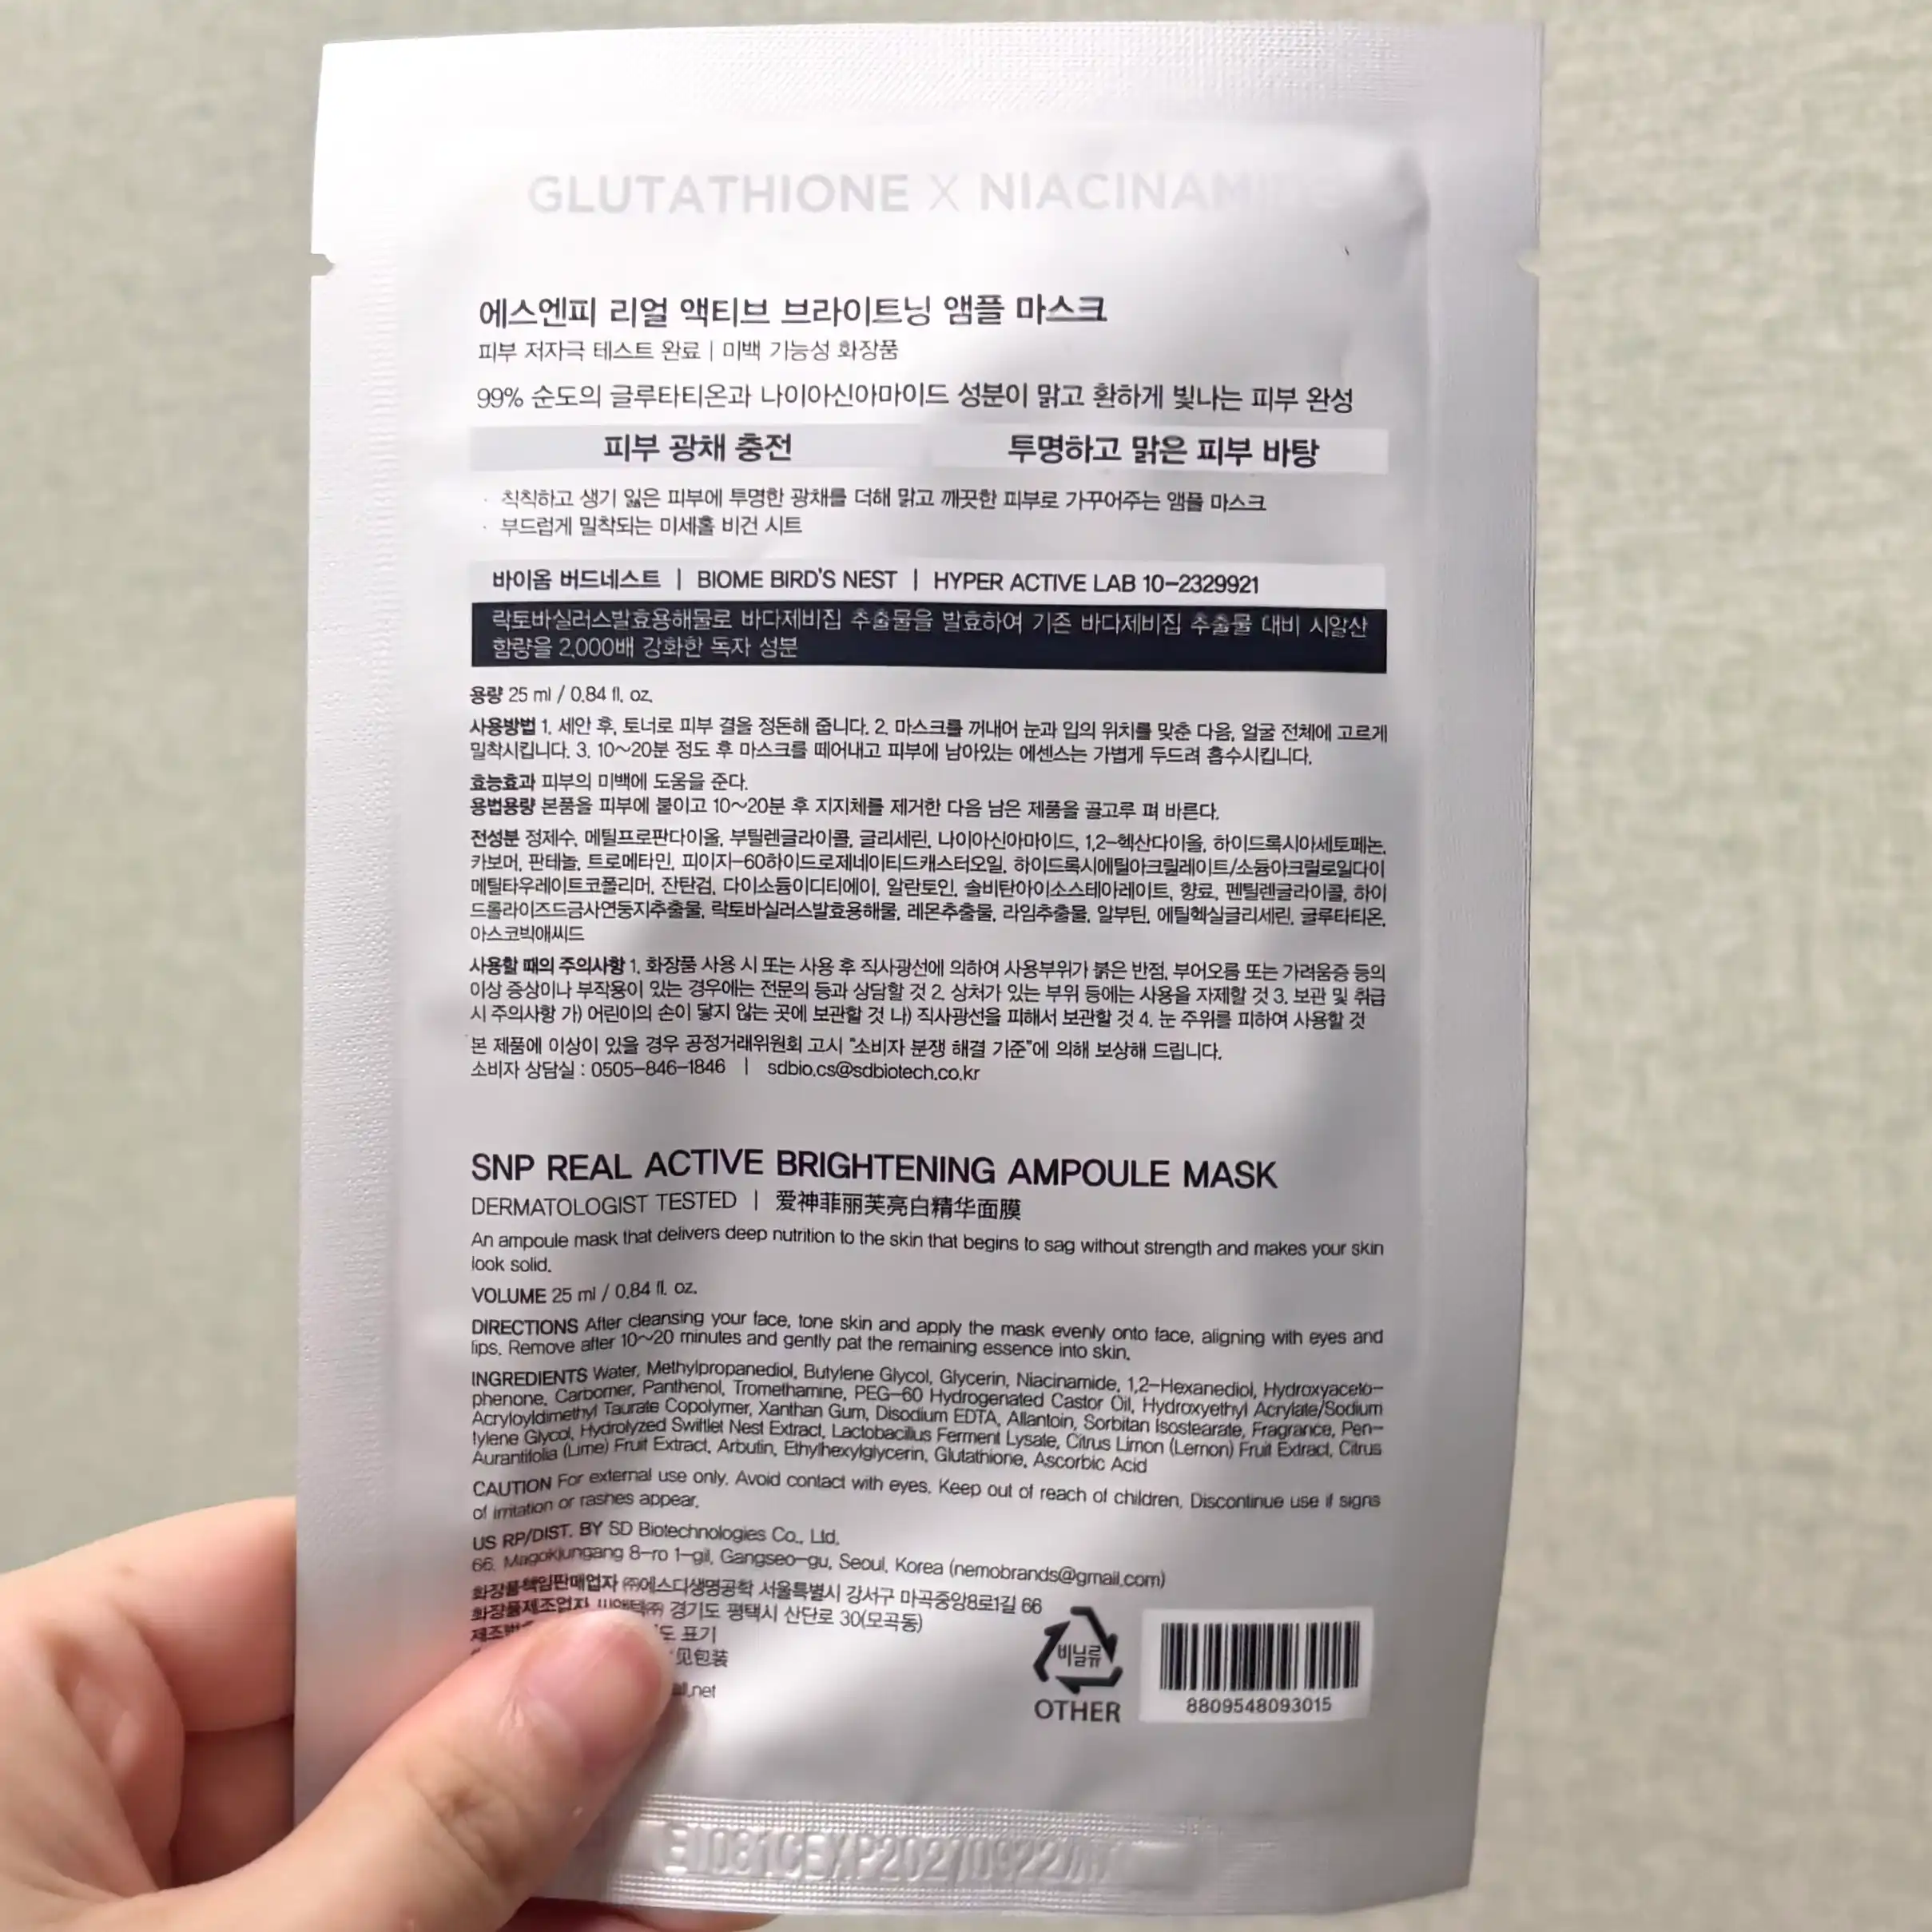 GLUTATHIONE X NIACINAMIDE
에스엔피 리얼 액티브 브라이트닝 앰플 마스크
피부 저자극 테스트 완료 | 미백 기능성 화장품
99% 순도의 글루타티온과 나이아신아마이드 성분이 맑고 환하게 빛나는 피부 완성
피부 광채 충전 투명하고 맑은 피부 바탕
· 칙칙하고 생기 잃은 피부에 투명한 광채를 더해 맑고 깨끗한 피부로 가꾸어주는 앰플 마스크
· 부드럽게 밀착되는 미세홀 비건 시트
바이옴 버드네스트 | BIOME BIRD'S NEST | HYPER ACTIVE LAB 10-2329921
락토바실러스발효용해물로 바다제비집 추출물을 발효하여 기존 바다제비집 추출물 대비 시알산
함량을 2,000배 강화한 독자 성분
용량 25 ml / 0.84 fl. oz.
사용방법 1. 세안 후, 토너로 피부 결을 정돈해 줍니다. 2. 마스크를 꺼내어 눈과 입의 위치를 맞춘 다음, 얼굴 전체에 고르게
밀착시킵니다. 3. 10~20분 정도 후 마스크를 떼어내고 피부에 남아있는 에센스는 가볍게 두드려 흡수시킵니다.
효능효과 피부의 미백에 도움을 준다.
용법용량 본품을 피부에 붙이고 10~20분 후 지지체를 제거한 다음 남은 제품을 골고루 펴 바른다.
전성분 정제수, 메틸프로판다이올, 부틸렌글라이콜, 글리세린, 나이아신아마이드, 1,2-헥산다이올, 하이드록시아세토페논,
카보머, 판테놀, 트로메타민, 피이지-60하이드로제네이티드캐스터오일, 하이드록시에틸아크릴레이트/소듐아크릴로일다이
메틸타우레이트코폴리머, 잔탄검, 다이소듐이디티에이, 알란토인, 솔비탄아이소스테아레이트, 향료, 펜틸렌글라이콜, 하이
드롤라이즈드금사연둥지추출물, 락토바실러스발효용해물, 레몬추출물, 라임추출물, 알부틴, 에틸헥실글리세린, 글루타티온,
아스코빅애씨드
사용할 때의 주의사항 1. 화장품 사용 시 또는 사용 후 직사광선에 의하여 사용부위가 붉은 반점, 부어오름 또는 가려움증 등의
이상 증상이나 부작용이 있는 경우에는 전문의 등과 상담할 것 2. 상처가 있는 부위 등에는 사용을 자제할 것 3. 보관 및 취급
시 주의사항 가) 어린이의 손이 닿지 않는 곳에 보관할 것 나) 직사광선을 피해서 보관할 것 4. 눈 주위를 피하여 사용할 것
본 제품에 이상이 있을 경우 공정거래위원회 고시 "소비자 분쟁 해결 기준"에 의해 보상해 드립니다.
소비자 상담실 : 0505-846-1846 | sdbio.cs@sdbiotech.co.kr
SNP REAL ACTIVE BRIGHTENING AMPOULE MASK
DERMATOLOGIST TESTED | 爱神菲丽芙亮白精华面膜
An ampoule mask that delivers deep nutrition to the skin that begins to sag without strength and makes your skin
look solid.
VOLUME 25 ml / 0.84 fl. oz.
DIRECTIONS After cleansing your face, tone skin and apply the mask evenly onto face, aligning with eyes and
lips. Remove after 10~20 minutes and gently pat the remaining essence into skin.
INGREDIENTS Water, Methylpropanediol, Butylene Glycol, Glycerin, Niacinamide, 1,2-Hexanediol, Hydroxyaceto-
phenone, Carbomer, Panthenol, Tromethamine, PEG-60 Hydrogenated Castor Oil, Hydroxyethyl Acrylate/Sodium
Acryloyldimethyl Taurate Copolymer, Xanthan Gum, Disodium EDTA, Allantoin, Sorbitan Isostearate, Fragrance, Pen-
tylene Glycol, Hydrolyzed Swiftlet Nest Extract, Lactobacillus Ferment Lysate, Citrus Limon (Lemon) Fruit Extract, Citrus
Aurantifolia (Lime) Fruit Extract, Arbutin, Ethylhexylglycerin, Glutathione, Ascorbic Acid
CAUTION For external use only. Avoid contact with eyes. Keep out of reach of children. Discontinue use if signs
of irritation or rashes appear.
US RP/DIST. BY SD Biotechnologies Co., Ltd.
66, Magokjungang 8-ro 1-gil, Gangseo-gu, Seoul, Korea (nemobrands@gmail.com)
화장품책임판매업자 ㈜에스디생명공학 서울특별시 강서구 마곡중앙8로1길 66
화장품제조업자 경기도 평택시 산단로 30(모곡동)
표기
见包装
.net
비닐류
OTHER
8809548093015
EXP20270922